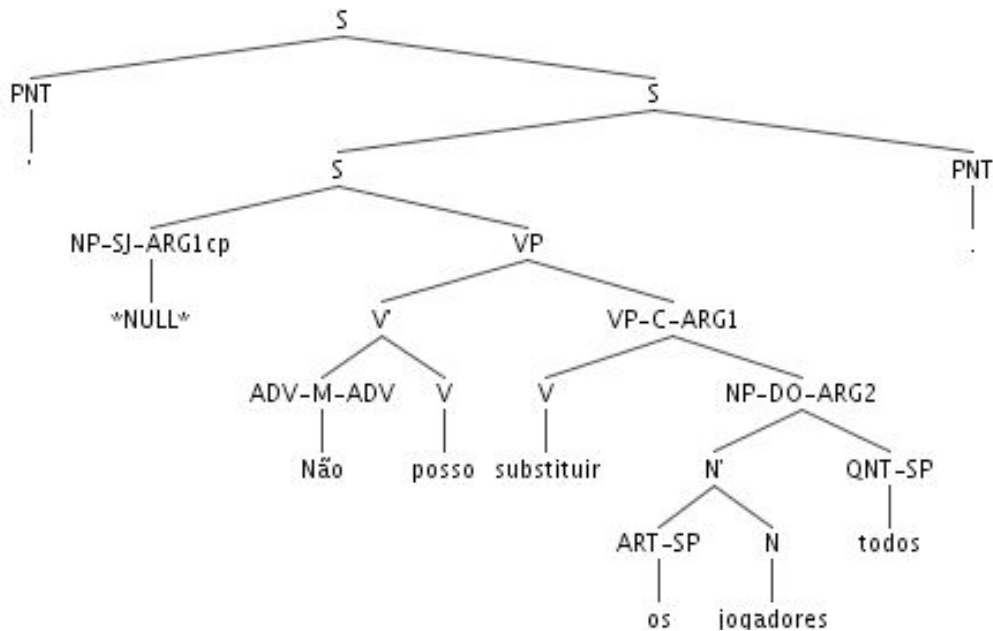 S
PNT S
'
S PNT
NP-SJ-ARG1cp VP .
*NULL* V' VP-C-ARG1
ADV-M-ADV V V NP-DO-ARG2
Não posso substituir N' QNT-SP
ART-SP N todos
os jogadores